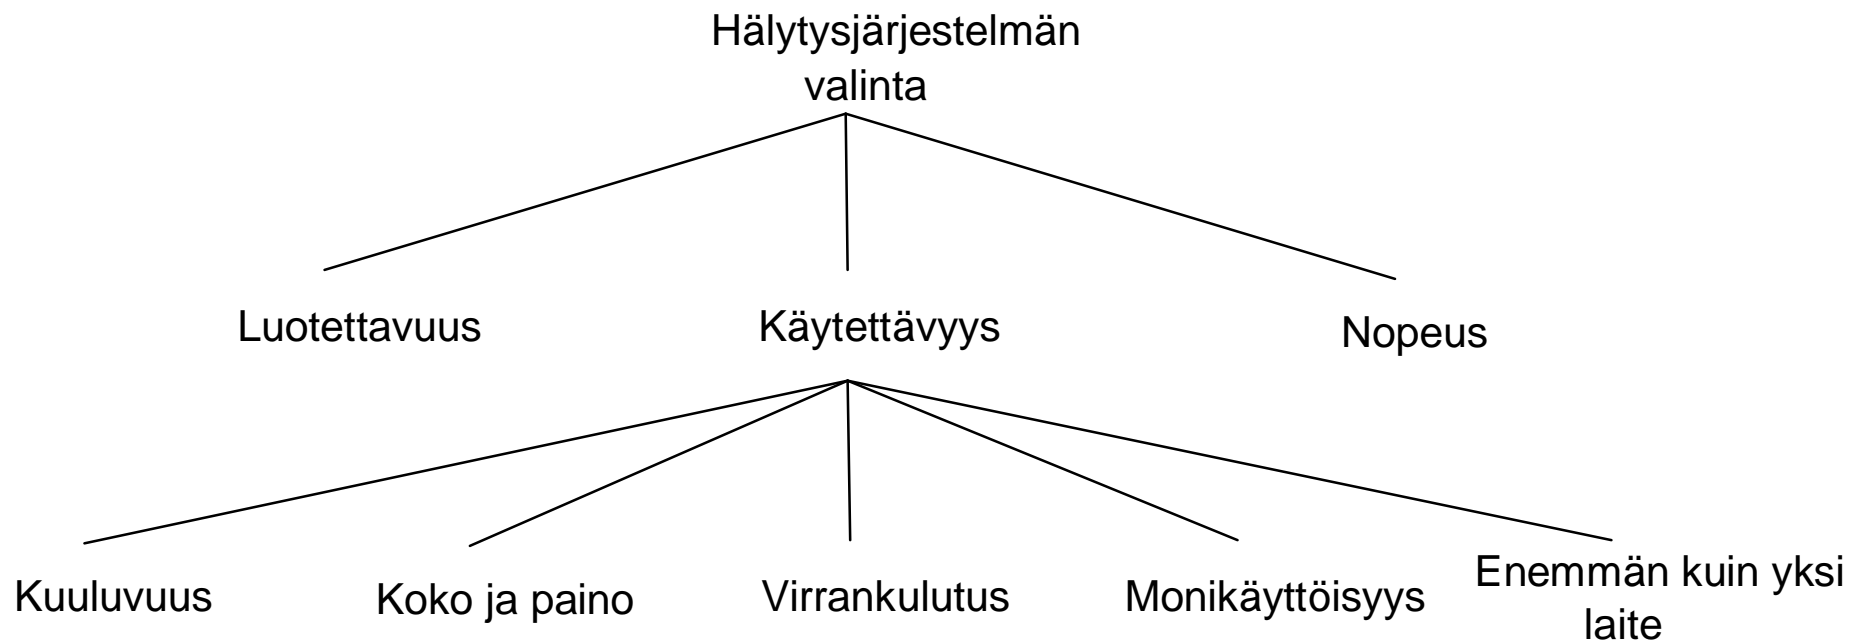 Hälytysjärjestelmän
valinta
Luotettavuus
Käytettävyys
Nopeus
Kuuluvuus
Koko ja paino
Virrankulutus
Monikäyttöisyys
Enemmän kuin yksi
laite